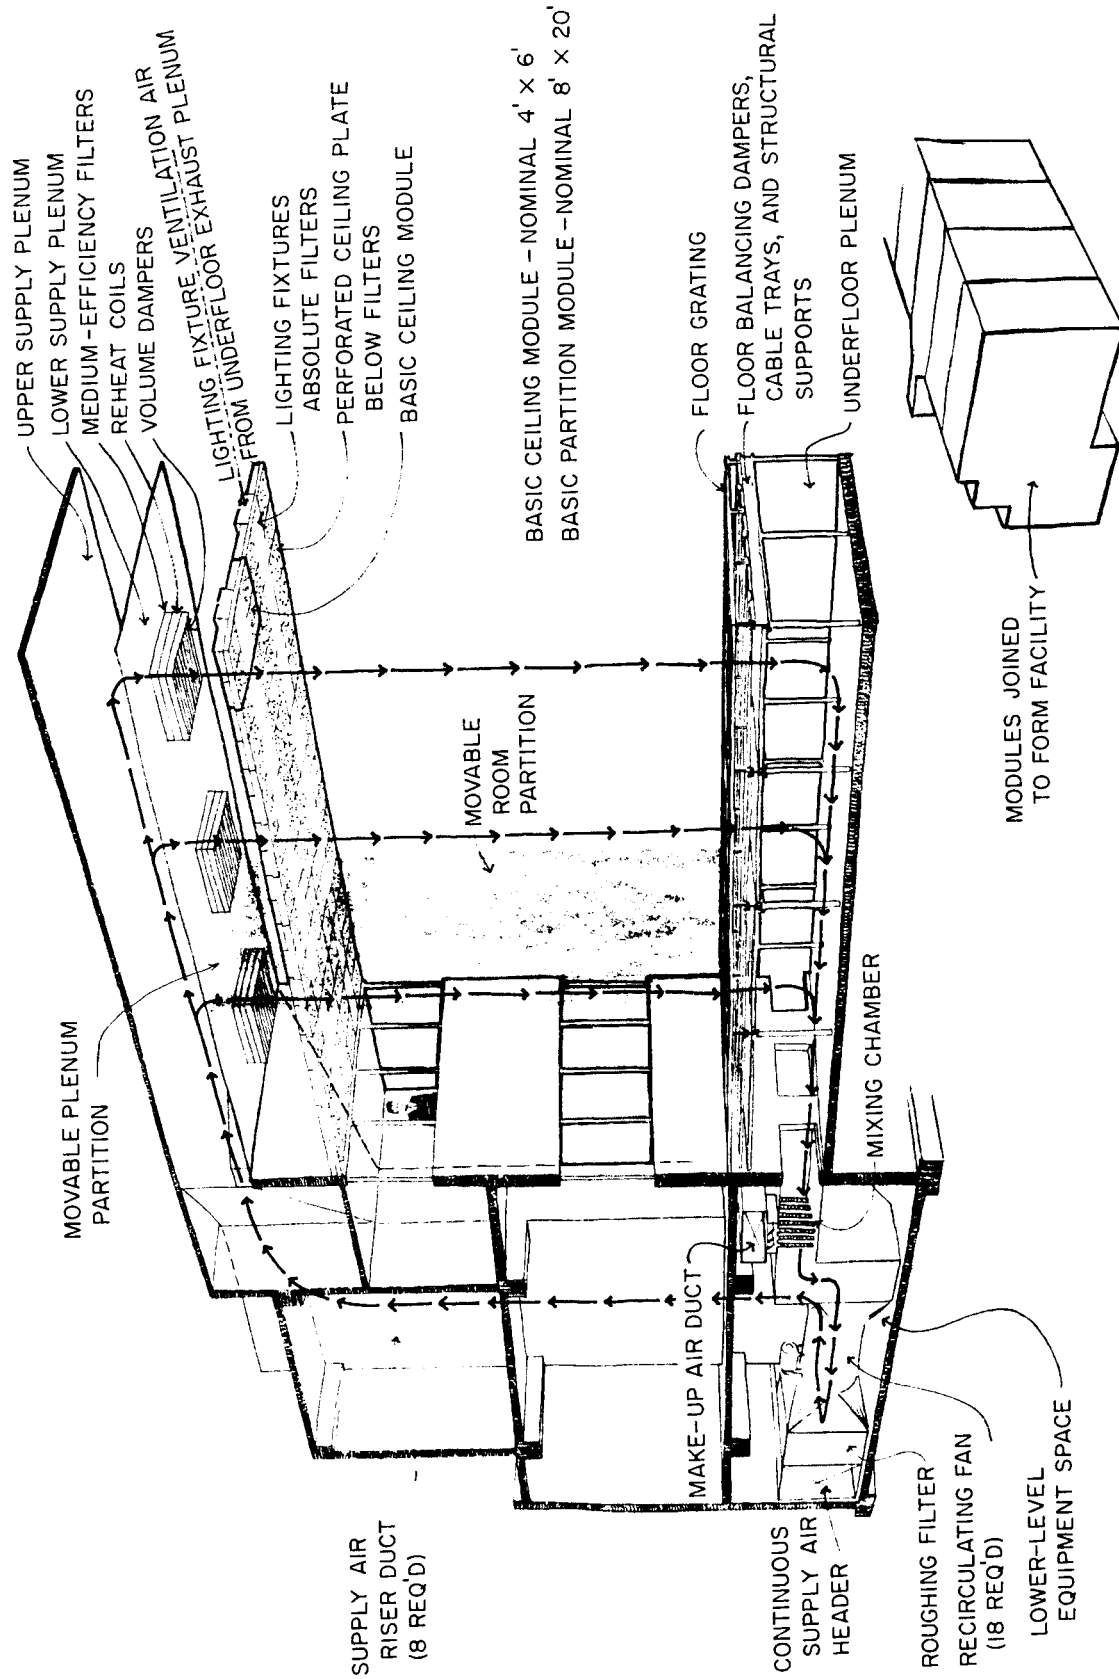 UPPER SUPPLY PLENUM
LOWER SUPPLY PLENUM
MEDIUM-EFFICIENCY FILTERS
REHEAT COILS
VOLUME DAMPERS
LIGHTING FIXTURE VENTILATION AIR
FROM UNDERFLOOR EXHAUST PLENUM
LIGHTING FIXTURES
ABSOLUTE FILTERS
PERFORATED CEILING PLATE
BELOW FILTERS
BASIC CEILING MODULE
BASIC CEILING MODULE -NOMINAL 4' X 6'
BASIC PARTITION MODULE -NOMINAL 8' X 20'
FLOOR GRATING
FLOOR BALANCING DAMPERS,
CABLE TRAYS, AND STRUCTURAL
SUPPORTS
UNDERFLOOR PLENUM
MOVABLE
ROOM
PARTITION
MODULES JOINED
TO FORM FACILITY
MOVABLE PLENUM
PARTITION
MIXING CHAMBER
MAKE-UP AIR DUCT
SUPPLY AIR
RISER DUCT
(8 REQ'D)
CONTINUOUS
SUPPLY AIR
HEADER
ROUGHING FILTER
RECIRCULATING FAN
(18 REQ'D)
LOWER-LEVEL
EQUIPMENT SPACE